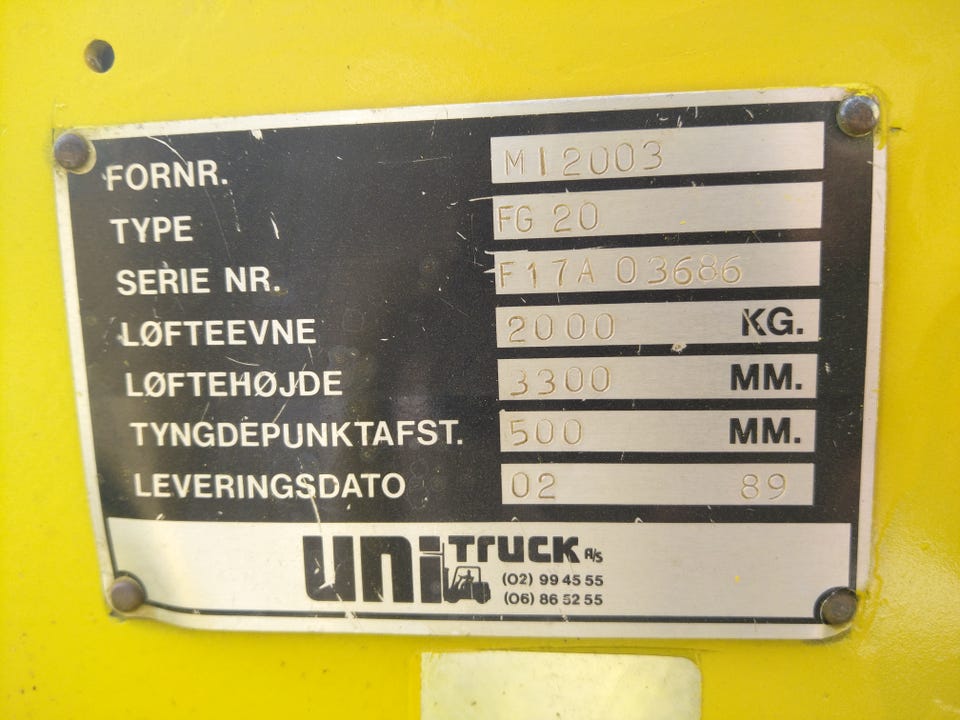 FORNR. MI2003
TYPE FG 20
SERIE NR. F17A 03686
LØFTEEVNE 2000 KG.
LØFTEHØJDE 3300 MM.
TYNGDEPUNKTAFST. 500 MM.
LEVERINGSDATO 02 89
UNITRUCK A/S
(02) 99 45 55
(06) 86 52 55